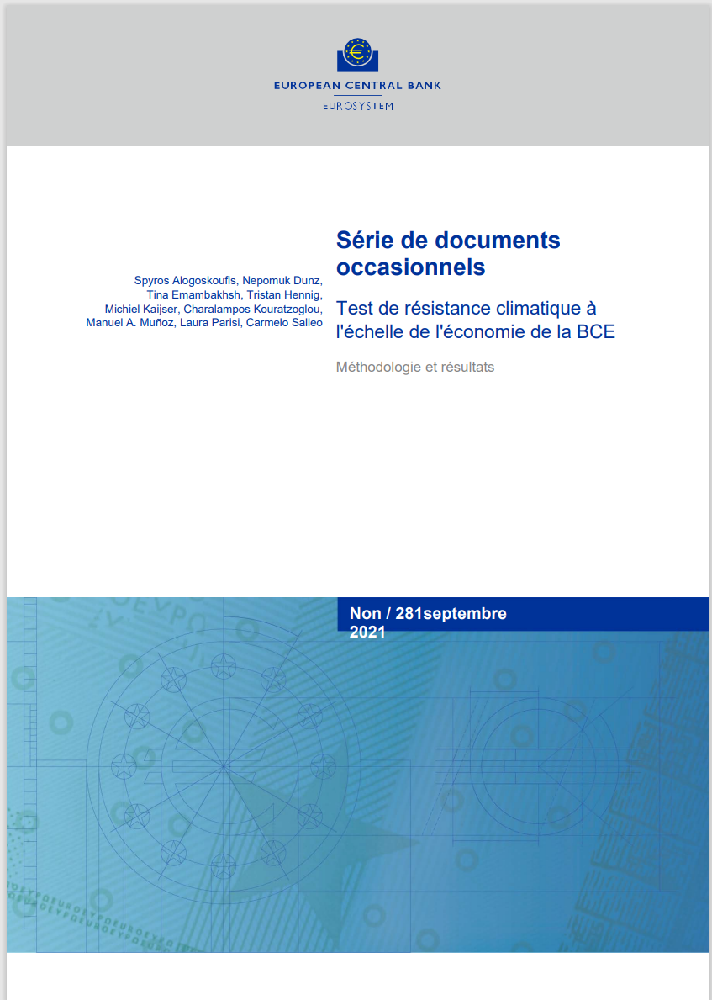 EUROPEAN CENTRAL BANK
EUROSYSTEM
Spyros Alogoskoufis, Nepomuk Dunz,
Tina Emambakhsh, Tristan Hennig,
Michiel Kaijser, Charalampos Kouratzoglou,
Manuel A. Muñoz, Laura Parisi, Carmelo Salleo
Série de documents
occasionnels
Test de résistance climatique à
l'échelle de l'économie de la BCE
Méthodologie et résultats
Non / 281septembre
2021